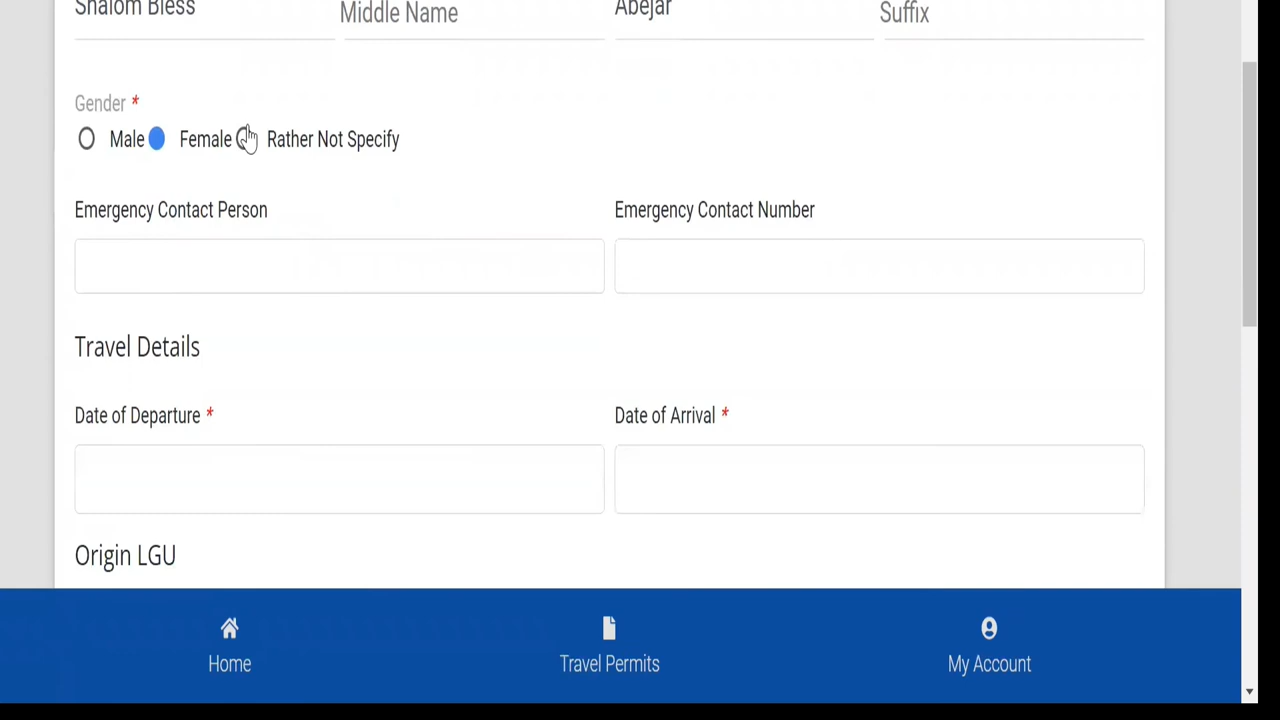 Shalom Bless Middle Name Abejar Suffix
Gender *
Male Female Rather Not Specify
Emergency Contact Person Emergency Contact Number
Travel Details
Date of Departure * Date of Arrival *
Origin LGU
Home Travel Permits My Account